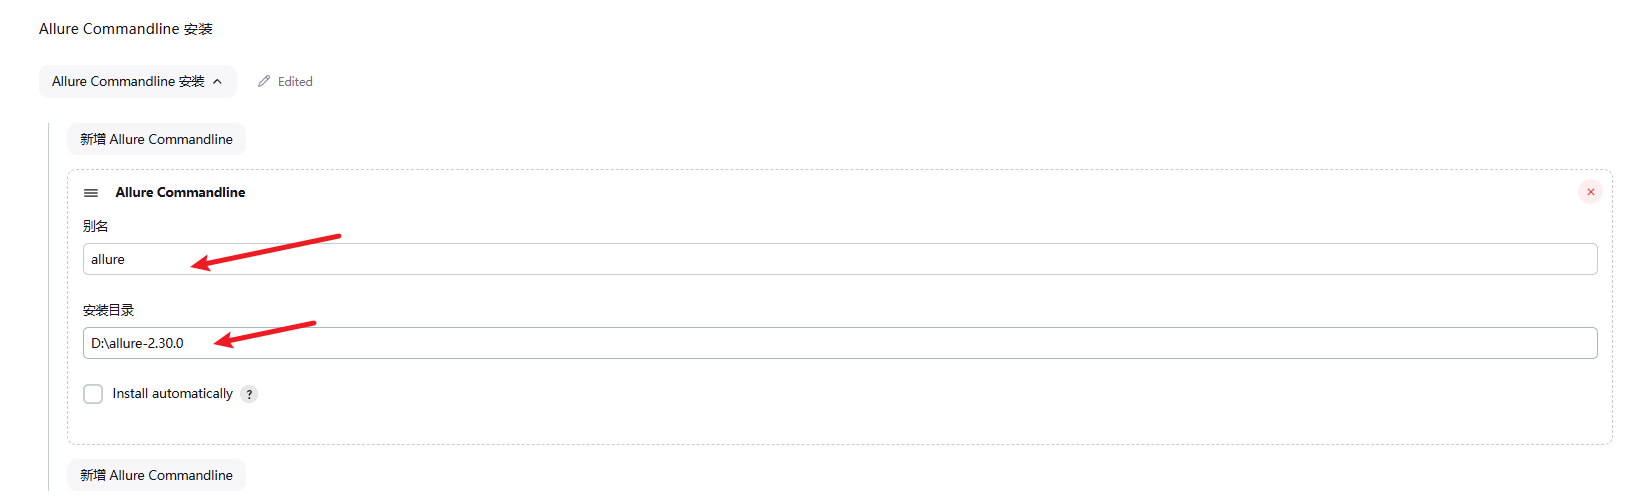 Allure Commandline 安装
Allure Commandline 安装
Edited
新增 Allure Commandline
Allure Commandline
别名
allure
安装目录
D:\allure-2.30.0
Install automatically ?
新增 Allure Commandline